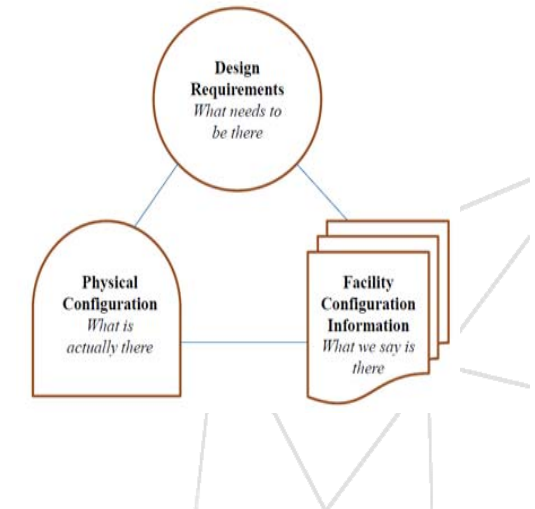 Design
Requirements
What needs to
be there
Physical
Configuration
What is
actually there
Facility
Configuration
Information
What we say is
there